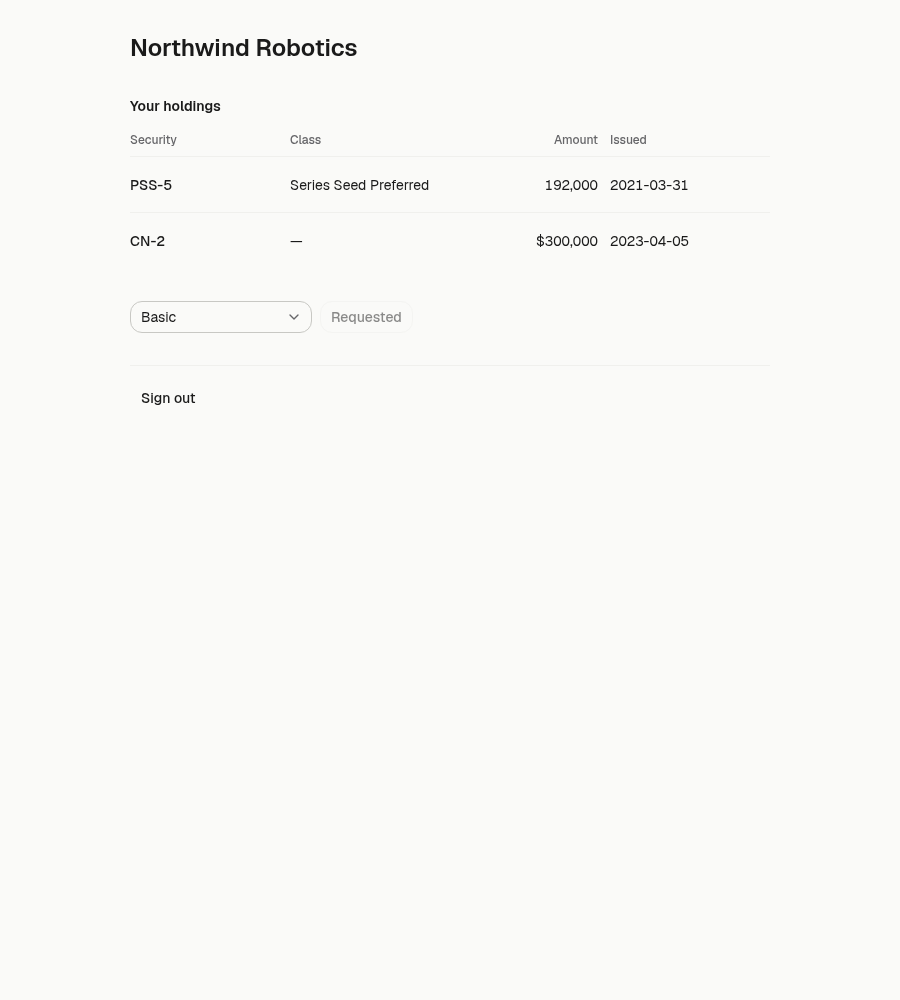 Northwind Robotics
Your holdings
Security Class Amount Issued
PSS-5 Series Seed Preferred 192,000 2021-03-31
CN-2 — $300,000 2023-04-05
Basic Requested
Sign out